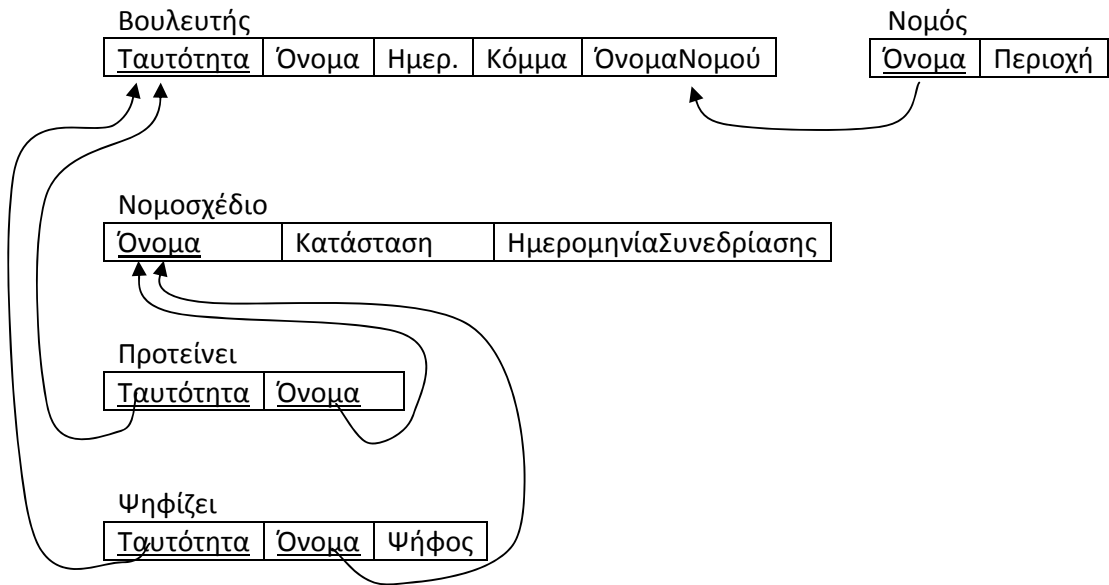 Βουλευτής Νομός
Ταυτότητα Όνομα Ημερ. Κόμμα ΌνομαΝομού Όνομα Περιοχή
Νομοσχέδιο
Όνομα Κατάσταση ΗμερομηνίαΣυνεδρίασης
Προτείνει
Ταυτότητα Όνομα
Ψηφίζει
Ταυτότητα Όνομα Ψήφος